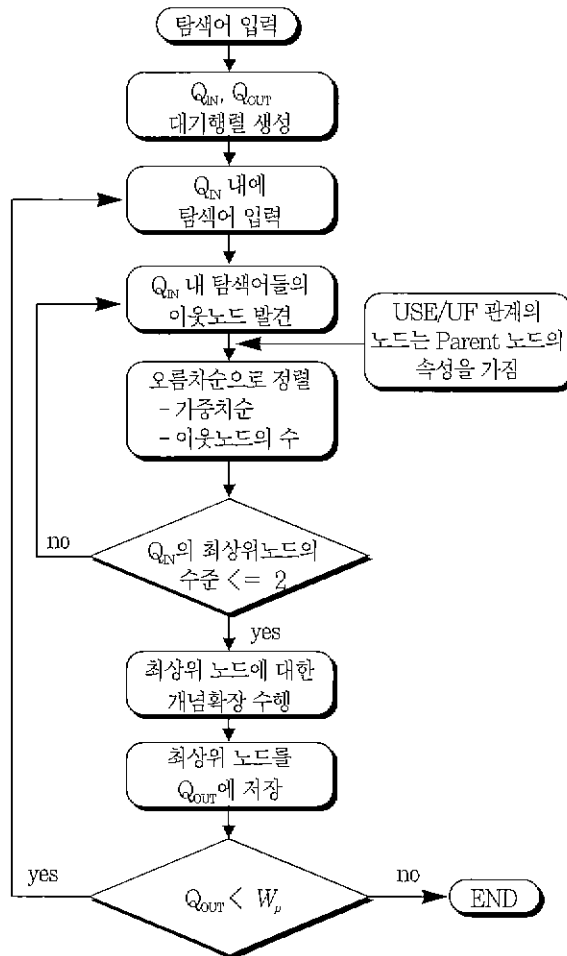 탐색어 입력
Q_IN, Q_OUT
대기행렬 생성
Q_IN 내에
탐색어 입력
Q_IN 내 탐색어들의
이웃노드 발견
USE/UF 관계의
노드는 Parent 노드의
속성을 가짐
오름차순으로 정렬
- 가중치순
- 이웃노드의 수
no
Q_IN의 최상위노드의
수준 <= 2
yes
최상위 노드에 대한
개념확장 수행
최상위 노드를
Q_OUT에 저장
yes
Q_OUT < W_μ
no
END